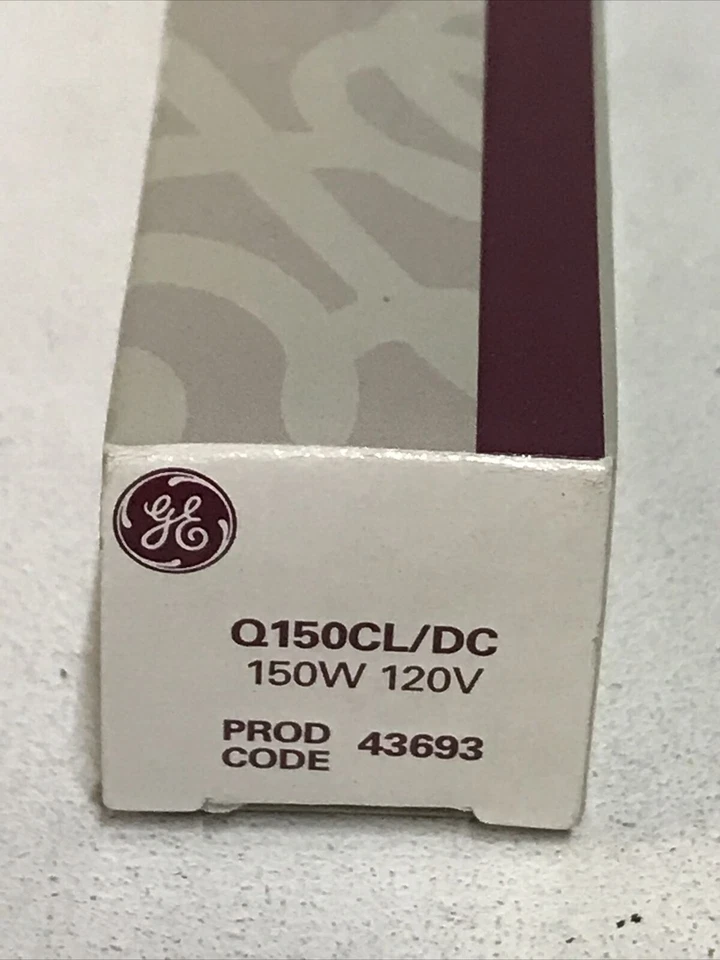 GE
Q150CL/DC
150W 120V
PROD
CODE 43693